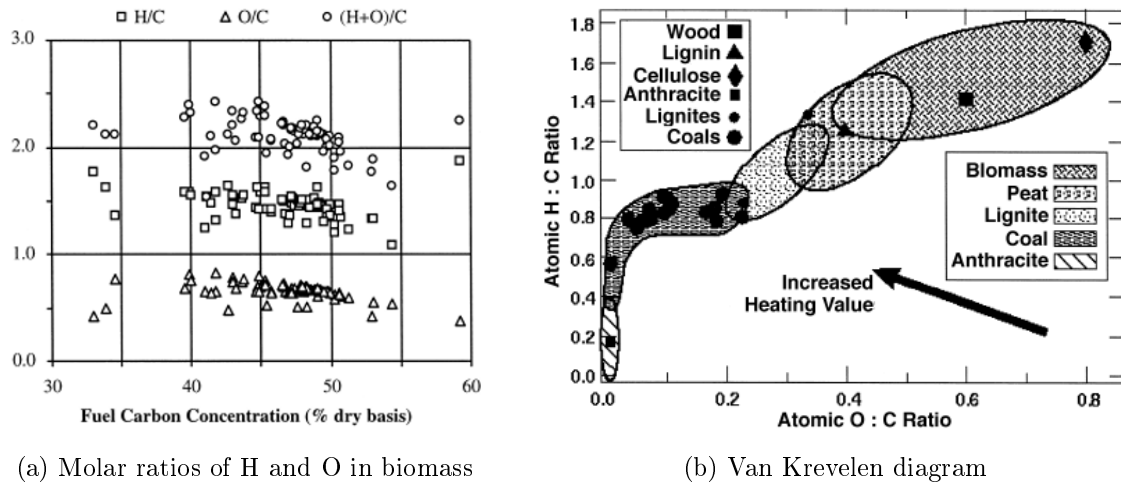 H/C O/C (H+O)/C
3.0
2.0
1.0
0.0
30 40 50 60
Fuel Carbon Concentration (% dry basis)
(a) Molar ratios of H and O in biomass
Atomic H : C Ratio
1.8
1.6
1.4
1.2
1.0
0.8
0.6
0.4
0.2
0.0
Wood
Lignin
Cellulose
Anthracite
Lignites
Coals
Biomass
Peat
Lignite
Coal
Anthracite
Increased
Heating Value
0.0 0.2 0.4 0.6 0.8
Atomic O : C Ratio
(b) Van Krevelen diagram